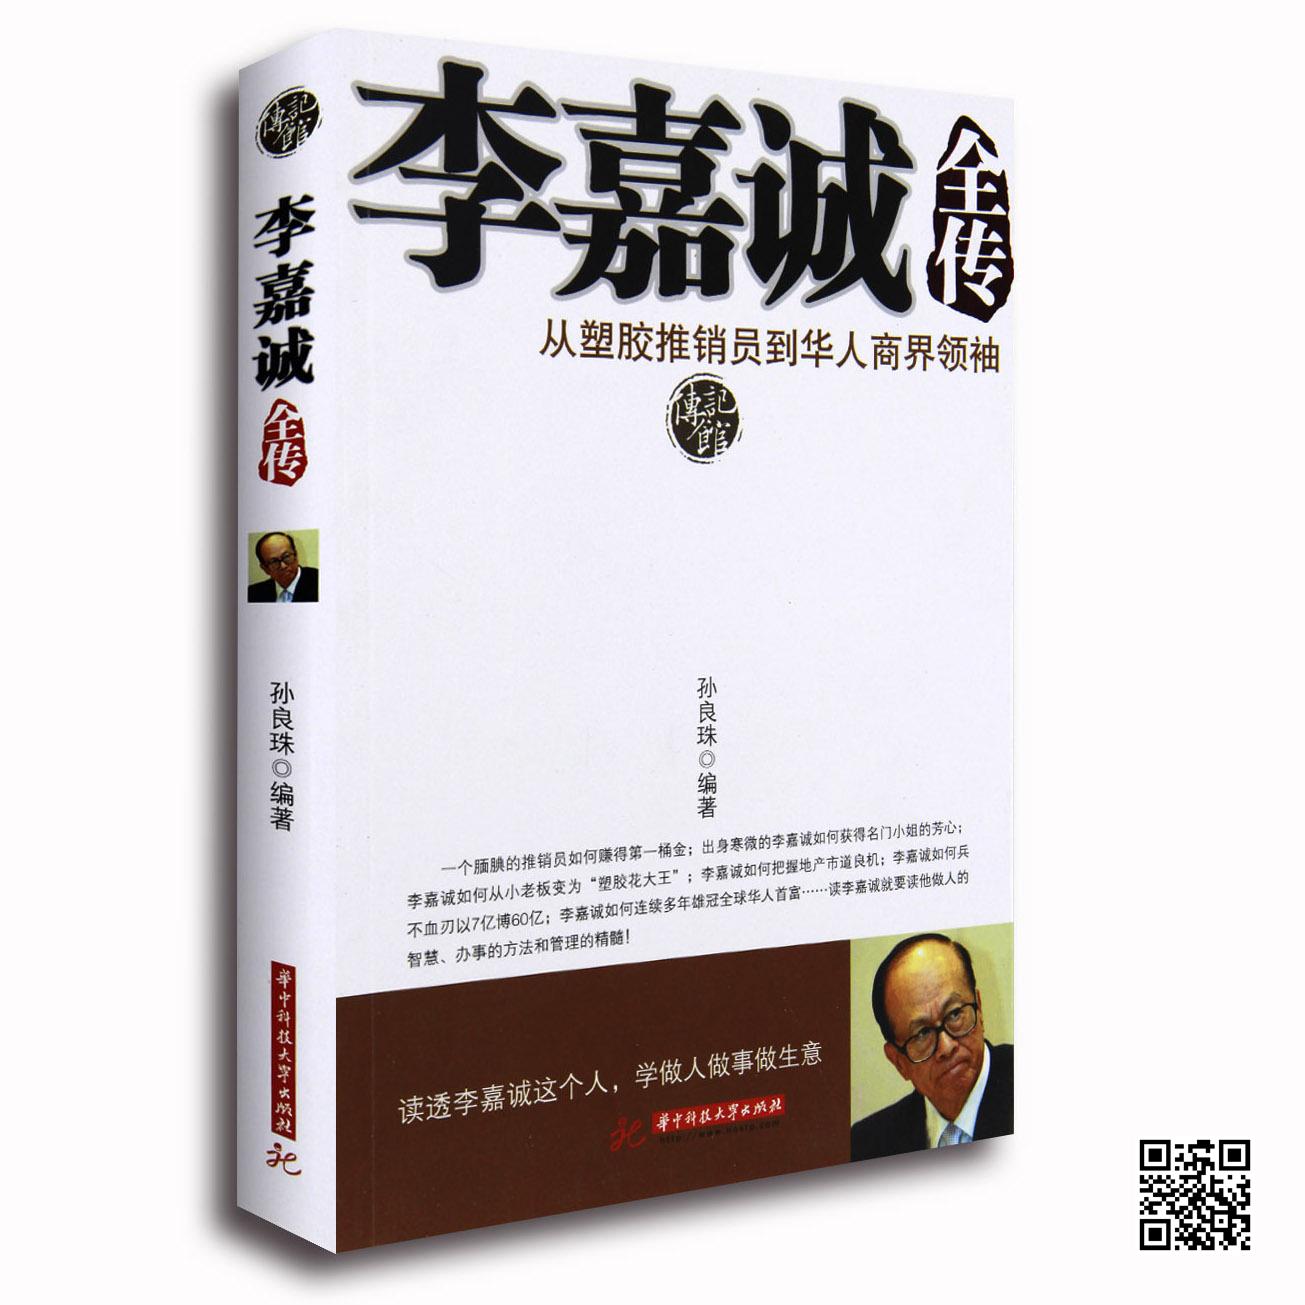 傳記館
李嘉诚
全传
孙良珠◎编著
華中科技大学出版社
李嘉诚
全传
从塑胶推销员到华人商界领袖
傳記館
孙良珠◎编著
一个腼腆的推销员如何赚得第一桶金；出身寒微的李嘉诚如何获得名门小姐的芳心；
李嘉诚如何从小老板变为“塑胶花大王”；李嘉诚如何把握地产市道良机；李嘉诚如何兵
不血刃以7亿博60亿；李嘉诚如何连续多年雄冠全球华人首富……读李嘉诚就要读他做人的
智慧、办事的方法和管理的精髓！
读透李嘉诚这个人，学做人做事做生意
華中科技大学出版社